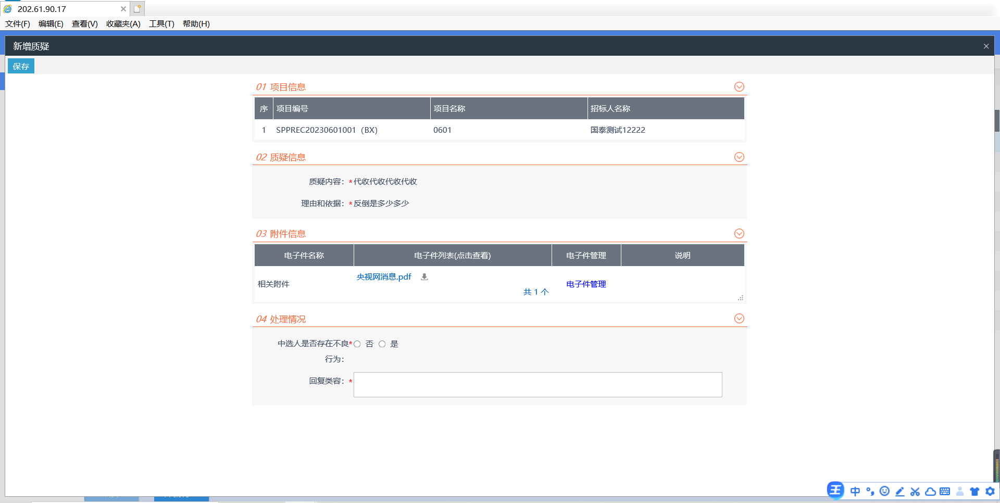 202.61.90.17
文件(F) 编辑(E) 查看(V) 收藏夹(A) 工具(T) 帮助(H)
新增质疑
保存
01 项目信息
序 项目编号 项目名称 招标人名称
1 SPPREC20230601001（BX） 0601 国泰测试12222
02 质疑信息
质疑内容：*代收代收代收代收
理由和依据：*反倒是多少多少
03 附件信息
电子件名称 电子件列表(点击查看) 电子件管理 说明
央视网消息.pdf
相关附件 电子件管理
共 1 个
04 处理情况
中选人是否存在不良* 否 是
行为：
回复类容：*
王 中